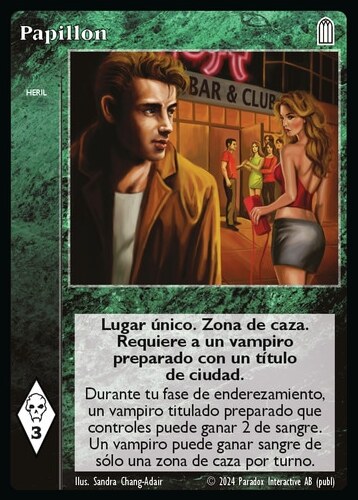 Papillon
HERIL
BAR & CLUB
Lugar único. Zona de caza.
Requiere a un vampiro
preparado con un título
de ciudad.
Durante tu fase de enderezamiento,
un vampiro titulado preparado que
controles puede ganar 2 de sangre.
Un vampiro puede ganar sangre de
sólo una zona de caza por turno.
3
Ilus. Sandra Chang-Adair © 2024 Paradox Interactive AB (publ)